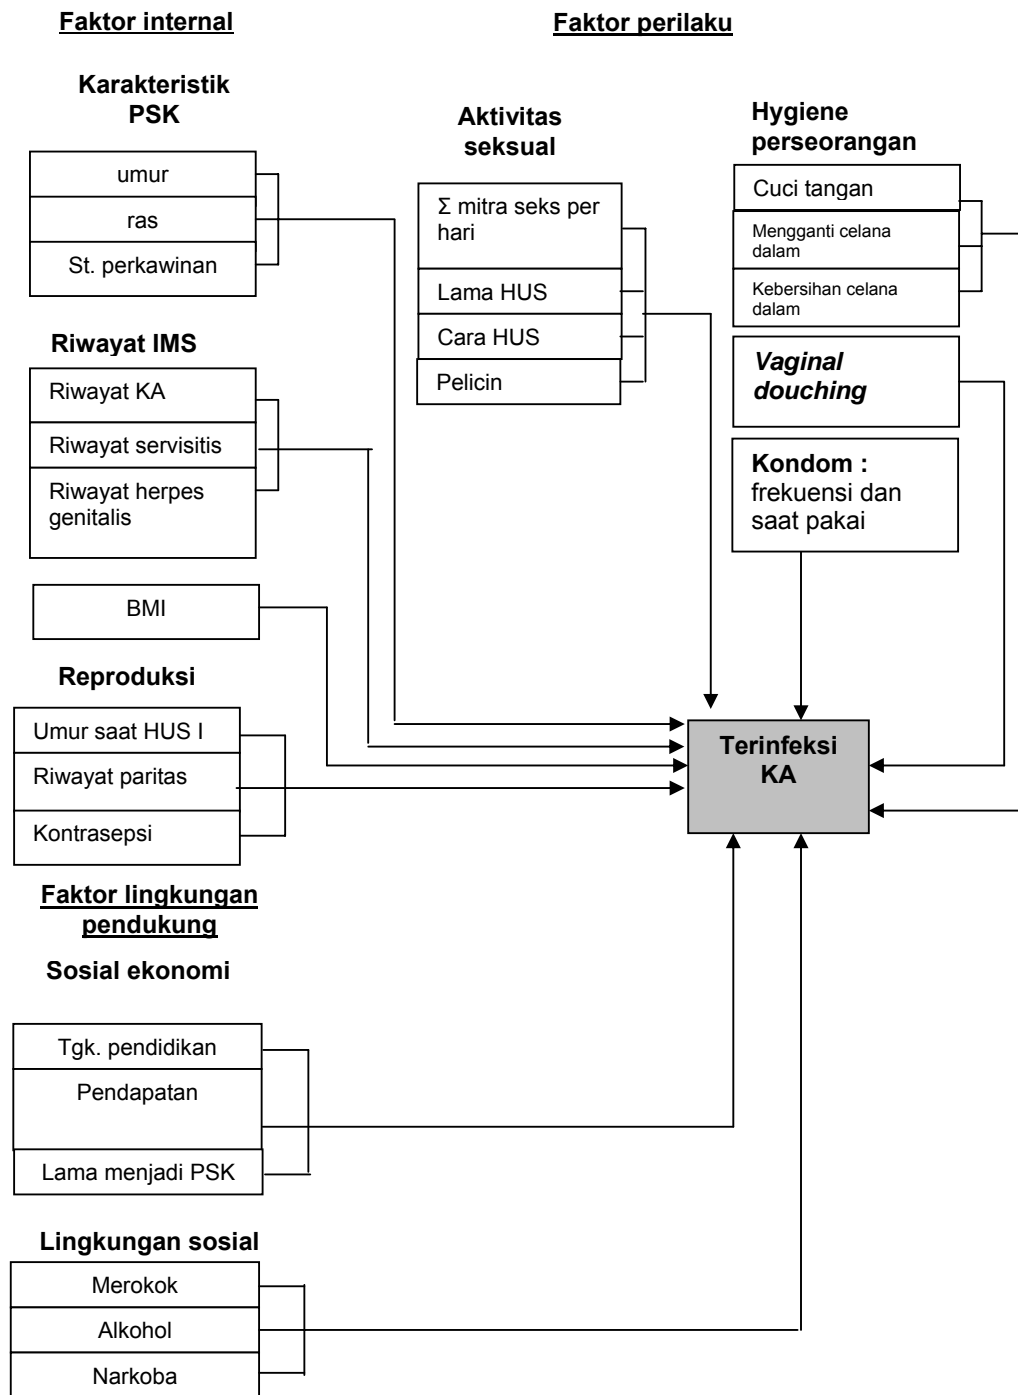 Faktor internal
Faktor perilaku
Karakteristik
PSK
umur
ras
St. perkawinan
Riwayat IMS
Riwayat KA
Riwayat servisitis
Riwayat herpes
genitalis
BMI
Reproduksi
Umur saat HUS I
Riwayat paritas
Kontrasepsi
Faktor lingkungan
pendukung
Sosial ekonomi
Tgk. pendidikan
Pendapatan
Lama menjadi PSK
Lingkungan sosial
Merokok
Alkohol
Narkoba
Aktivitas
seksual
Σ mitra seks per
hari
Lama HUS
Cara HUS
Pelicin
Hygiene
perseorangan
Cuci tangan
Mengganti celana
dalam
Kebersihan celana
dalam
Vaginal
douching
Kondom :
frekuensi dan
saat pakai
Terinfeksi
KA